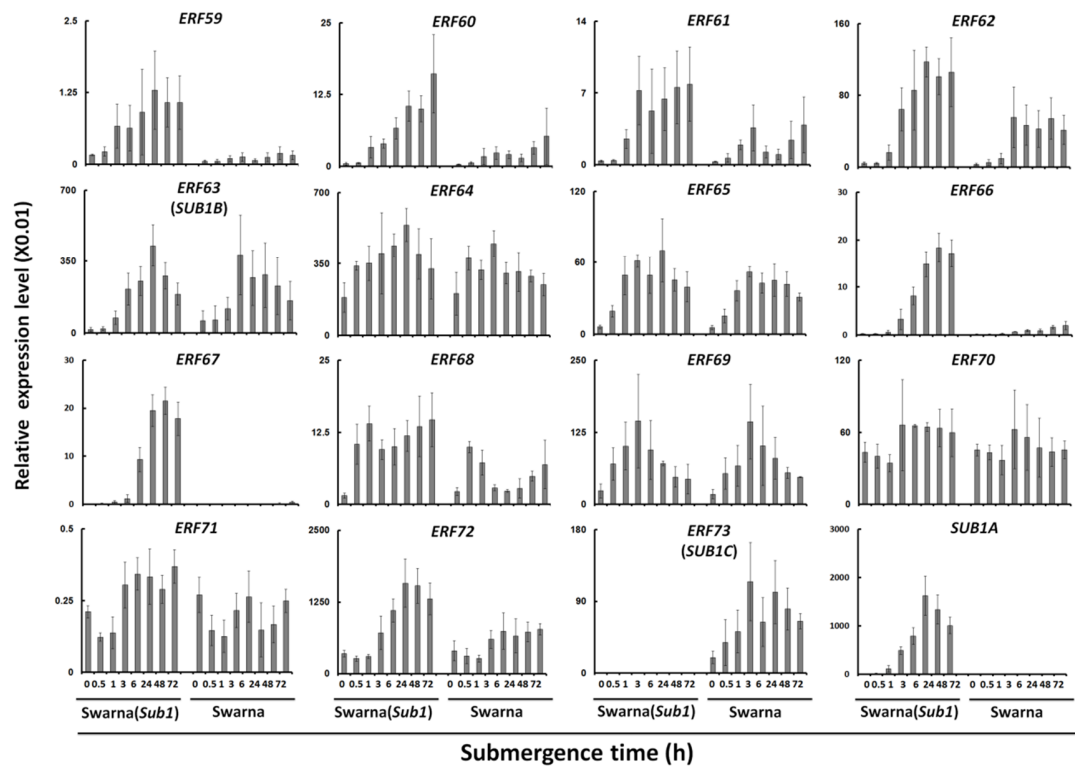 ERF59
2.5
1.25
0
ERF60
25
12.5
0
ERF61
14
7
0
ERF62
160
80
0
ERF63
(SUB1B)
700
350
0
ERF64
700
350
0
ERF65
120
60
0
ERF66
30
20
10
0
ERF67
30
20
10
0
ERF68
25
12.5
0
ERF69
250
125
0
ERF70
120
60
0
ERF71
0.5
0.25
0
ERF72
2500
1250
0
ERF73
(SUB1C)
180
90
0
SUB1A
3000
2000
1000
0
0 0.5 1 3 6 24 48 72 0 0.5 1 3 6 24 48 72
0 0.5 1 3 6 24 48 72 0 0.5 1 3 6 24 48 72
0 0.5 1 3 6 24 48 72 0 0.5 1 3 6 24 48 72
0 0.5 1 3 6 24 48 72 0 0.5 1 3 6 24 48 72
Swarna(Sub1) Swarna
Swarna(Sub1) Swarna
Swarna(Sub1) Swarna
Swarna(Sub1) Swarna
Relative expression level (X0.01)
Submergence time (h)